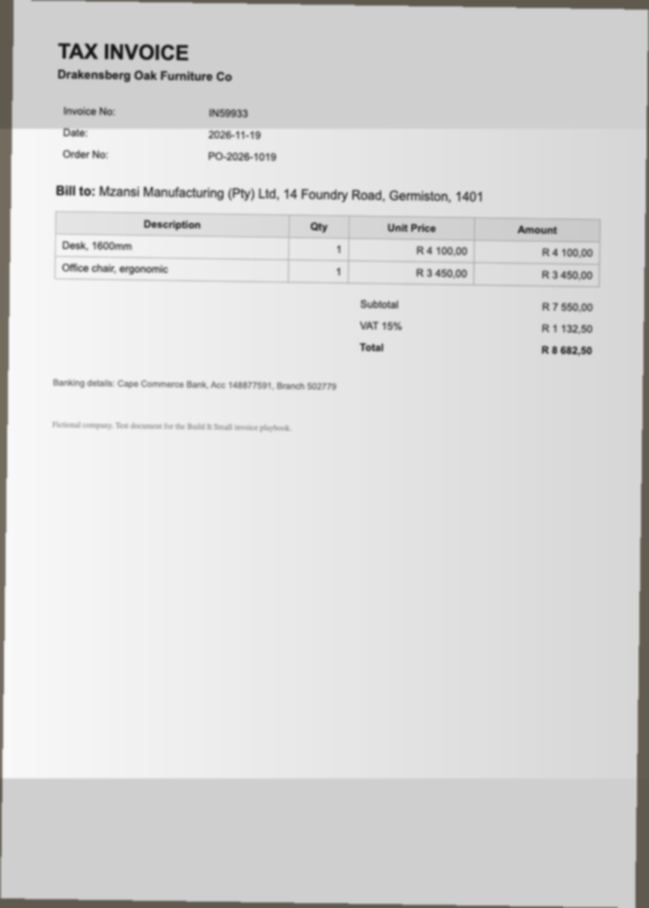 TAX INVOICE
Drakensberg Oak Furniture Co
Invoice No: IN59933
Date: 2026-11-19
Order No: PO-2026-1019
Bill to: Mzansi Manufacturing (Pty) Ltd, 14 Foundry Road, Germiston, 1401
Description Qty Unit Price Amount
Desk, 1600mm 1 R 4 100,00 R 4 100,00
Office chair, ergonomic 1 R 3 450,00 R 3 450,00
Subtotal R 7 550,00
VAT 15% R 1 132,50
Total R 8 682,50
Banking details: Cape Commerce Bank, Acc 148877591, Branch 502779
Fictional company. Test document for the Build It Small invoice playbook.